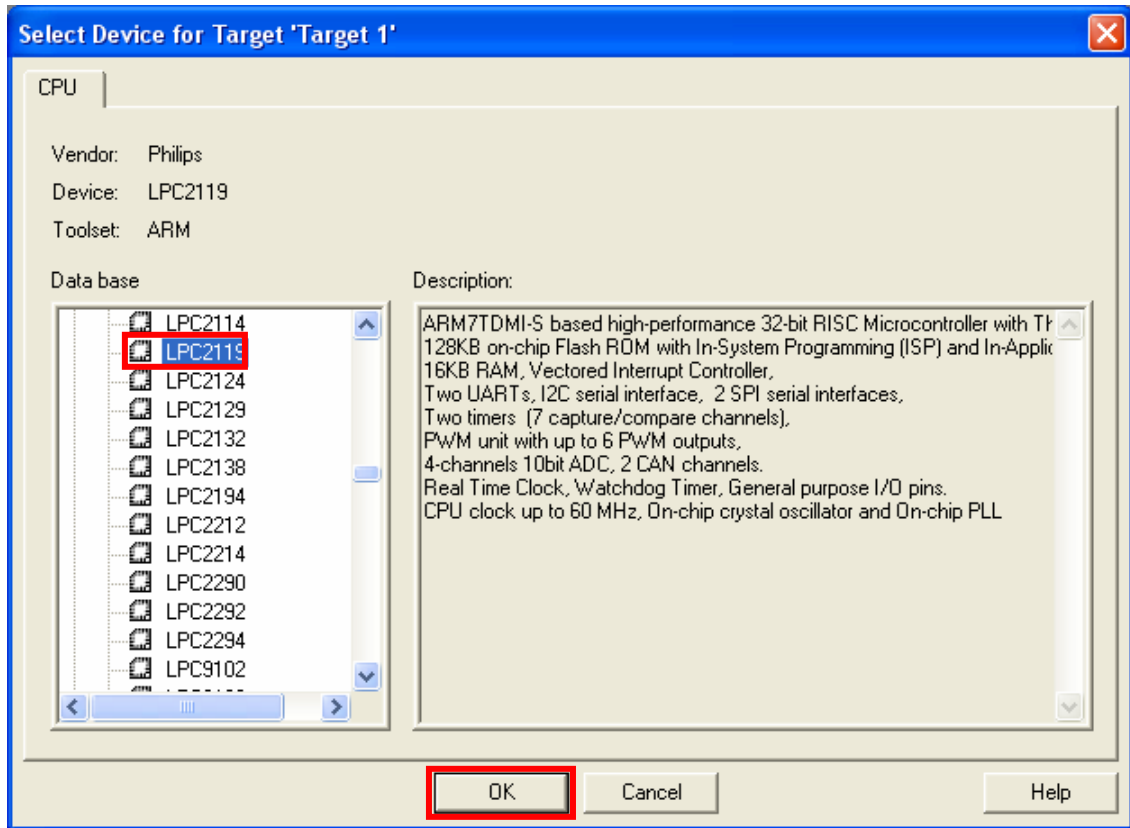 Select Device for Target 'Target 1'
CPU
Vendor: Philips
Device: LPC2119
Toolset: ARM
Data base
LPC2114
LPC2119
LPC2124
LPC2129
LPC2132
LPC2138
LPC2194
LPC2212
LPC2214
LPC2290
LPC2292
LPC2294
LPC9102
Description:
ARM7TDMI-S based high-performance 32-bit RISC Microcontroller with
128KB on-chip Flash ROM with In-System Programming (ISP) and
16KB RAM, Vectored Interrupt Controller,
Two UARTs, I2C serial interface, 2 SPI serial interfaces,
Two timers (7 capture/compare channels),
PWM unit with up to 6 PWM outputs,
4-channels 10bit ADC, 2 CAN channels.
Real Time Clock, Watchdog Timer, General purpose I/O pins.
CPU clock up to 60 MHz, On-chip crystal oscillator and On-chip PLL
OK
Cancel
Help